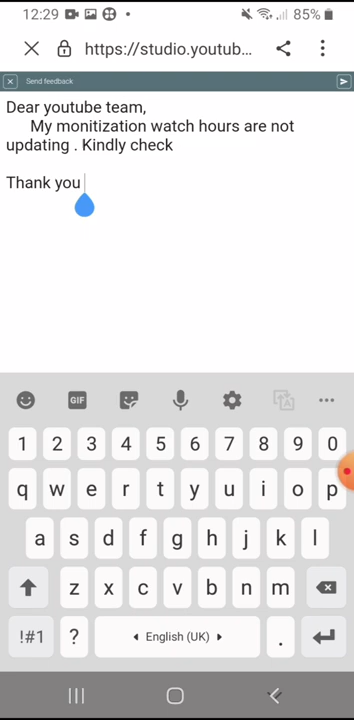 12:29 85%
https://studio.youtub...
Send feedback
Dear youtube team,
My monitization watch hours are not
updating . Kindly check
Thank you
GIF
1 2 3 4 5 6 7 8 9 0
q w e r t y u i o p
a s d f g h j k l
z x c v b n m
!#1 ? English (UK) .